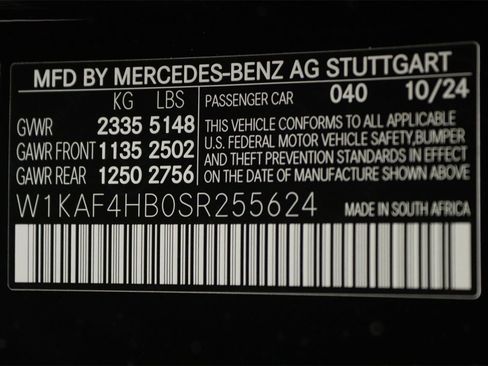 MFD BY MERCEDES-BENZ AG STUTTGART
KG LBS
GVWR 2335 5148
GAWR FRONT 1135 2502
GAWR REAR 1250 2756
PASSENGER CAR 040 10/24
THIS VEHICLE CONFORMS TO ALL APPLICABLE
U.S. FEDERAL MOTOR VEHICLE SAFETY, BUMPER
AND THEFT PREVENTION STANDARDS IN EFFECT
ON THE DATE OF MANUFACTURE SHOWN ABOVE.
W1KAF4HB0SR255624 MADE IN SOUTH AFRICA